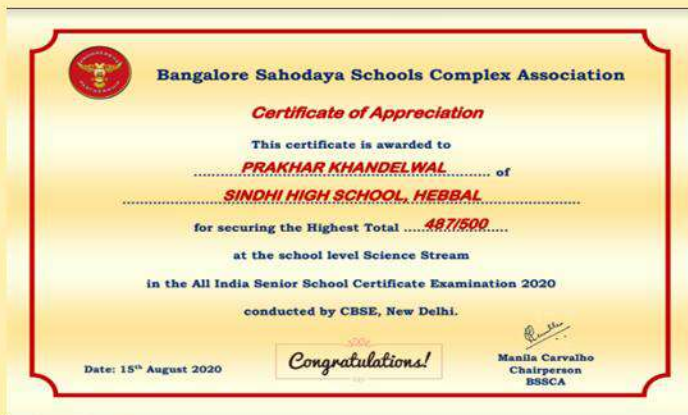 Bangalore Sahodaya Schools Complex Association
Certificate of Appreciation
This certificate is awarded to
PRAKHAR KHANDELWAL of
SINDHI HIGH SCHOOL, HEBBAL
for securing the Highest Total 487/500
at the school level Science Stream
in the All India Senior School Certificate Examination 2020
conducted by CBSE, New Delhi.
Date: 15th August 2020
Congratulations!
Manila Carvalho
Chairperson
BSSCA